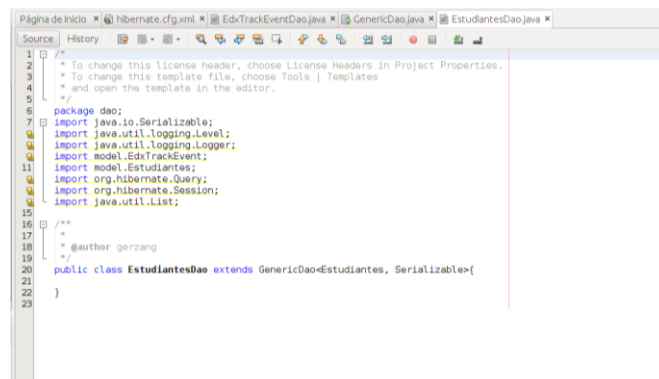 Página de Inicio × hibernate.cfg.xml × EdxTrackEventDao.java × GenericDao.java × EstudiantesDao.java ×
Source History
1 /*
2 * To change this license header, choose License Headers in Project Properties.
3 * To change this template file, choose Tools | Templates
4 * and open the template in the editor.
5 */
6 package dao;
7 import java.io.Serializable;
import java.util.logging.Level;
import java.util.logging.Logger;
import model.EdxTrackEvent;
11 import model.Estudiantes;
import org.hibernate.Query;
import org.hibernate.Session;
import java.util.List;
15
16 /**
17 *
18 * @author gerzang
19 */
20 public class EstudiantesDao extends GenericDao<Estudiantes, Serializable>{
21
22 }
23